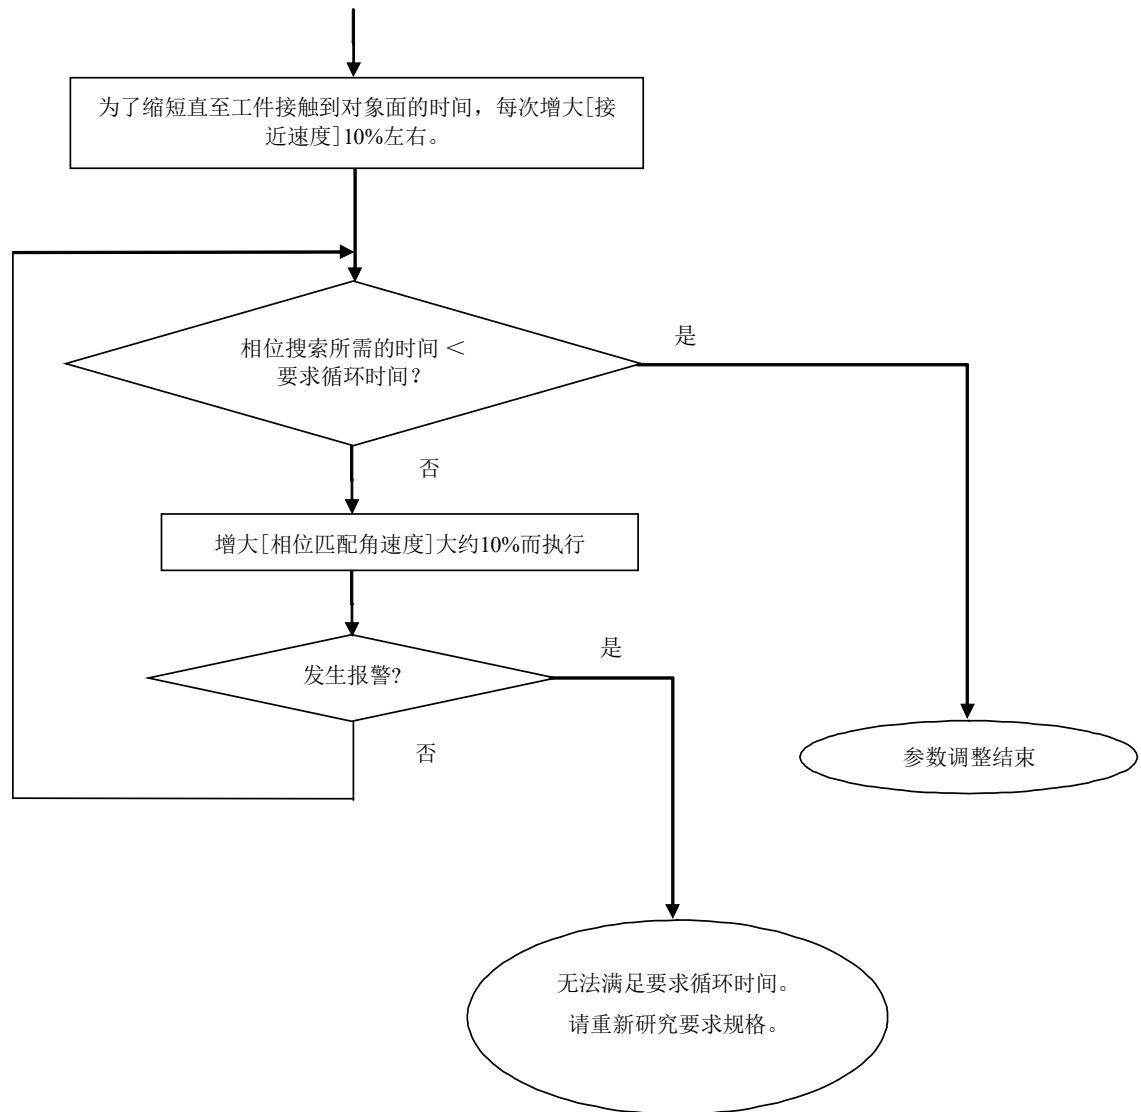 为了缩短直至工件接触到对象面的时间，每次增大[接
近速度]10%左右。
相位搜索所需的时间 ＜
要求循环时间？
是
否
增大[相位匹配角速度]大约10%而执行
发生报警?
是
否
参数调整结束
无法满足要求循环时间。
请重新研究要求规格。